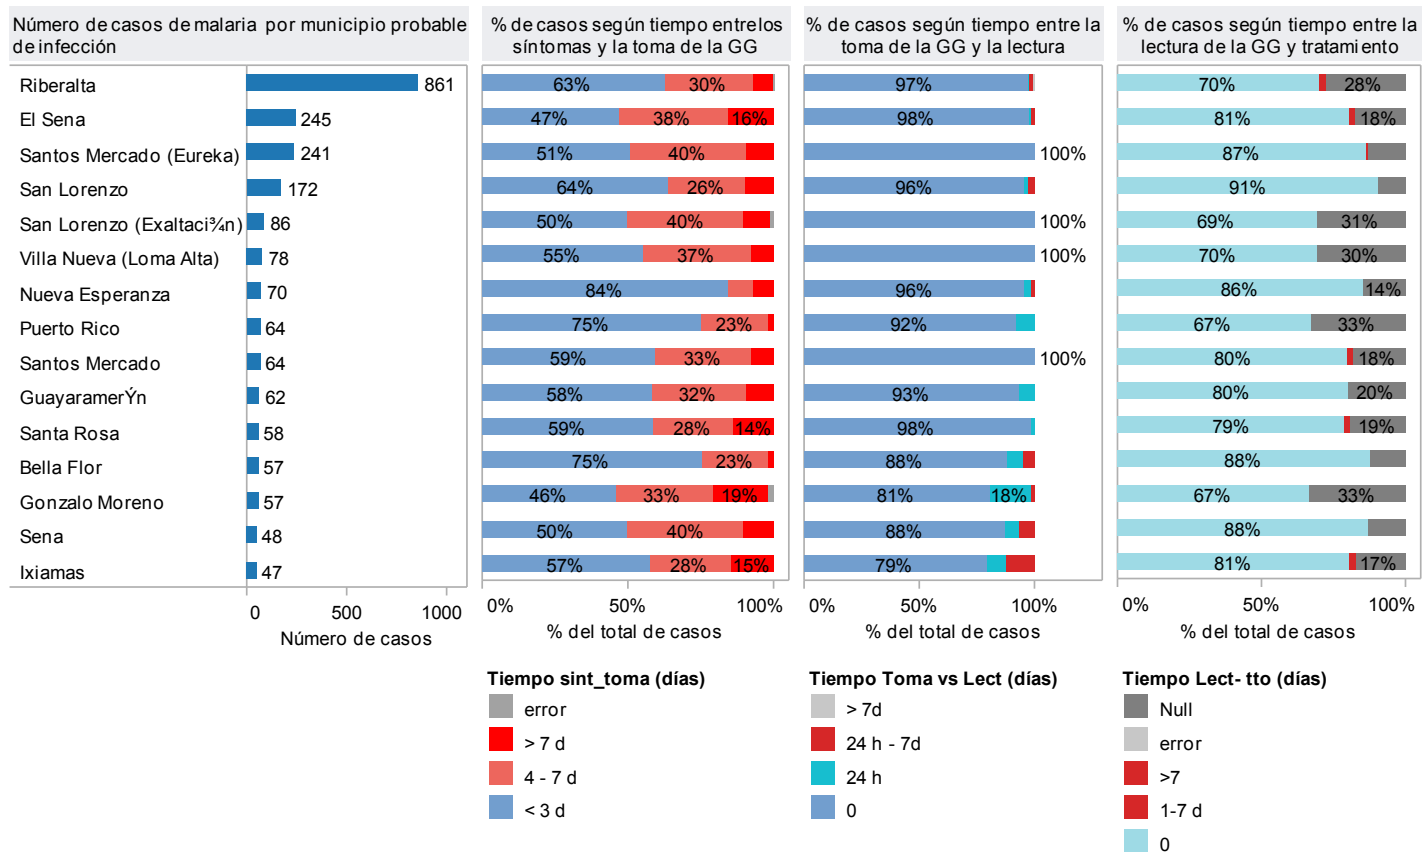 Número de casos de malaria por municipio probable
de infección
% de casos según tiempo entre los
síntomas y la toma de la GG
% de casos según tiempo entre la
toma de la GG y la lectura
% de casos según tiempo entre la
lectura de la GG y tratamiento
Riberalta 861 63% 30% 97% 70% 28%
El Sena 245 47% 38% 16% 98% 81% 18%
Santos Mercado (Eureka) 241 51% 40% 100% 87%
San Lorenzo 172 64% 26% 96% 91%
San Lorenzo (Exaltaci¾n) 86 50% 40% 100% 69% 31%
Villa Nueva (Loma Alta) 78 55% 37% 100% 70% 30%
Nueva Esperanza 70 84% 96% 86% 14%
Puerto Rico 64 75% 23% 92% 67% 33%
Santos Mercado 64 59% 33% 100% 80% 18%
GuayaramerÝn 62 58% 32% 93% 80% 20%
Santa Rosa 58 59% 28% 14% 98% 79% 19%
Bella Flor 57 75% 23% 88% 88%
Gonzalo Moreno 57 46% 33% 19% 81% 18% 67% 33%
Sena 48 50% 40% 88% 88%
Ixiamas 47 57% 28% 15% 79% 81% 17%
0 500 1000 0% 50% 100% 0% 50% 100% 0% 50% 100%
Número de casos % del total de casos % del total de casos % del total de casos
Tiempo sint_toma (días)
error
> 7 d
4 - 7 d
< 3 d
Tiempo Toma vs Lect (días)
> 7d
24 h - 7d
24 h
0
Tiempo Lect- tto (días)
Null
error
>7
1-7 d
0